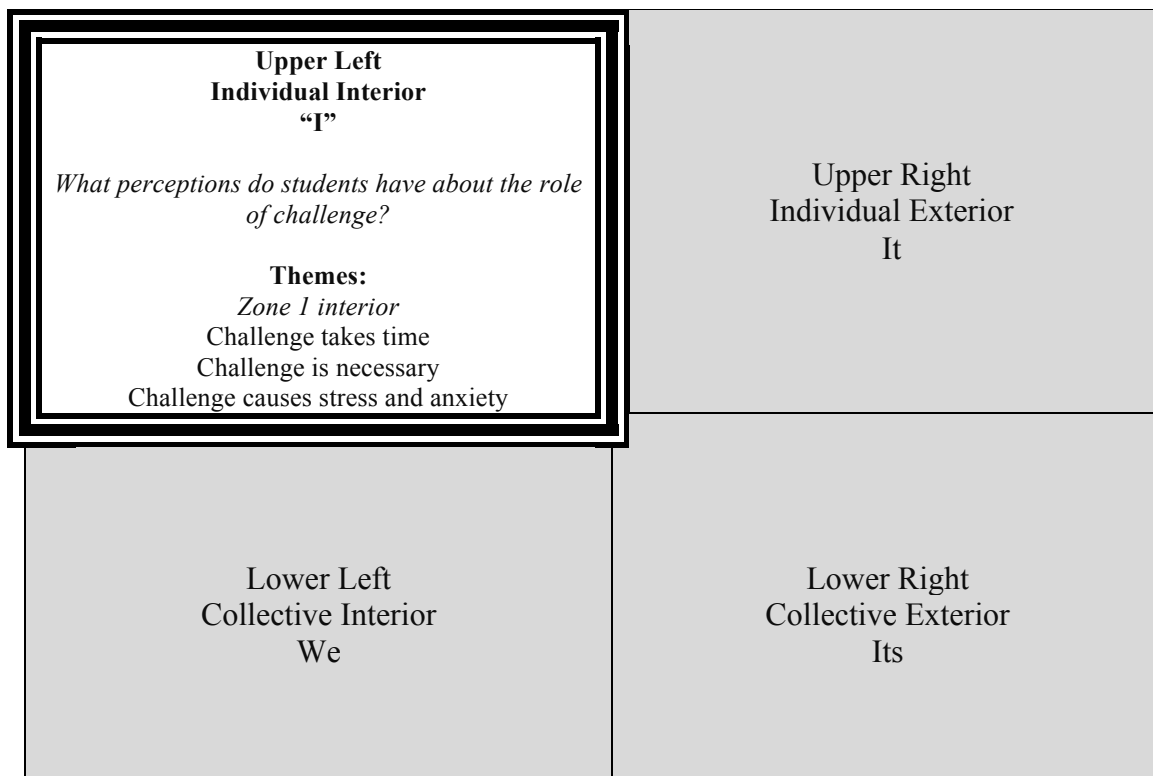 Upper Left
Individual Interior
“I”
What perceptions do students have about the role
of challenge?
Themes:
Zone 1 interior
Challenge takes time
Challenge is necessary
Challenge causes stress and anxiety
Upper Right
Individual Exterior
It
Lower Left
Collective Interior
We
Lower Right
Collective Exterior
Its